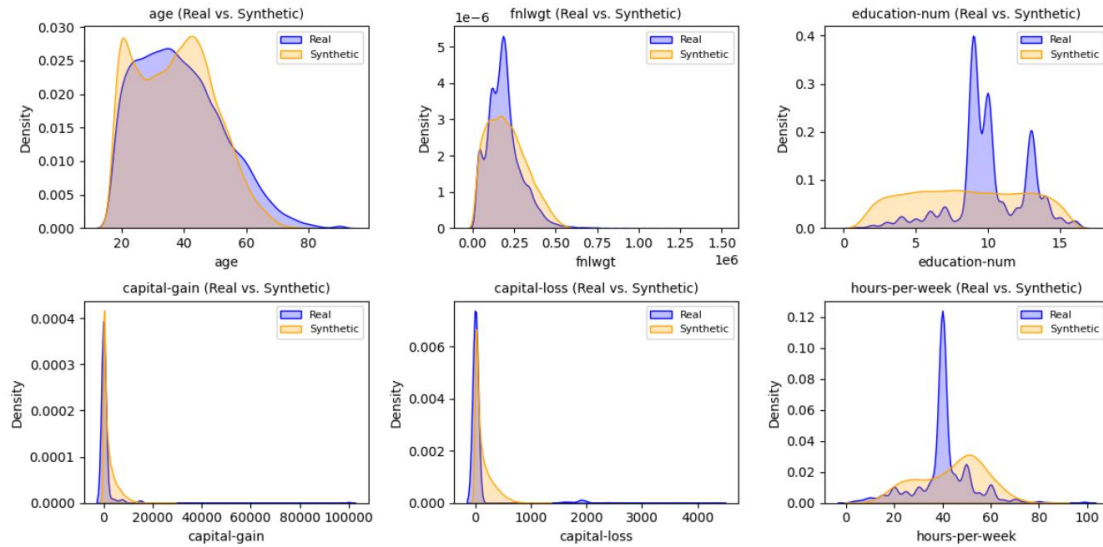 age (Real vs. Synthetic)
0.030
0.025
0.020
0.015
0.010
0.005
0.000
Density
Real
Synthetic
20
40
60
80
age
fnlwgt (Real vs. Synthetic)
1e-6
5
4
3
2
1
0
Density
Real
Synthetic
0.00
0.25
0.50
0.75
1.00
1.25
1.50
1e6
fnlwgt
education-num (Real vs. Synthetic)
0.4
0.3
0.2
0.1
0.0
Density
Real
Synthetic
0
5
10
15
education-num
capital-gain (Real vs. Synthetic)
0.0004
0.0003
0.0002
0.0001
0.0000
Density
Real
Synthetic
0
20000
40000
60000
80000
100000
capital-gain
capital-loss (Real vs. Synthetic)
0.006
0.004
0.002
0.000
Density
Real
Synthetic
0
1000
2000
3000
4000
capital-loss
hours-per-week (Real vs. Synthetic)
0.12
0.10
0.08
0.06
0.04
0.02
0.00
Density
Real
Synthetic
0
20
40
60
80
100
hours-per-week